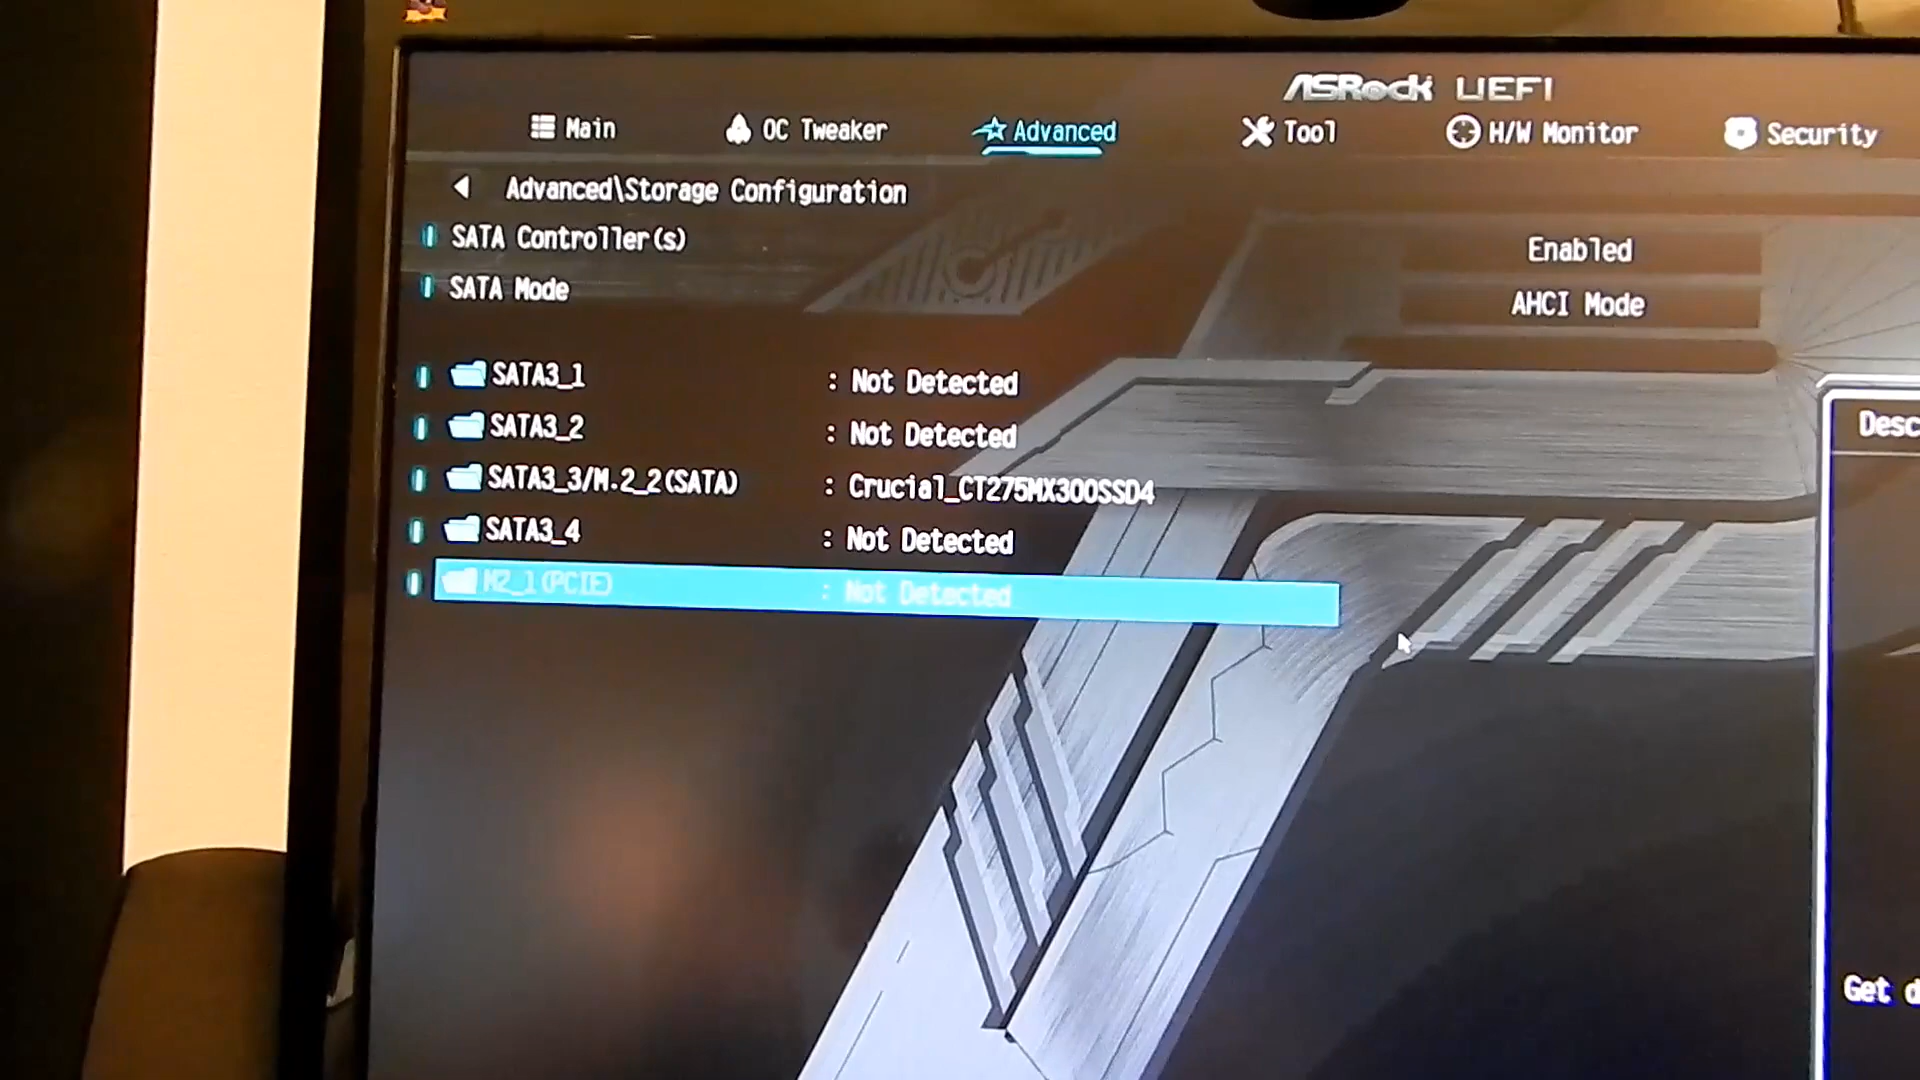 ASRock UEFI
Main OC Tweaker Advanced Tool H/W Monitor Security
Advanced\Storage Configuration
SATA Controller(s) Enabled
SATA Mode AHCI Mode
SATA3_1 : Not Detected
SATA3_2 : Not Detected
SATA3_3/M.2_2(SATA) : Crucial_CT275MX300SSD4
SATA3_4 : Not Detected
M2_1(PCIE) : Not Detected
Desc
Get d